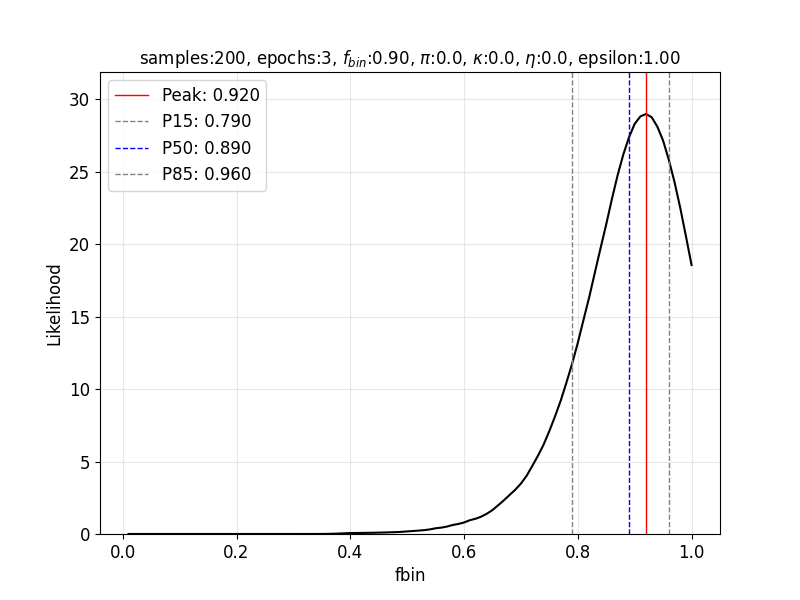 samples:200, epochs:3, f_bin:0.90, π:0.0, κ:0.0, η:0.0, epsilon:1.00
Peak: 0.920
P15: 0.790
P50: 0.890
P85: 0.960
30
25
20
15
10
5
0
Likelihood
0.0 0.2 0.4 0.6 0.8 1.0
fbin